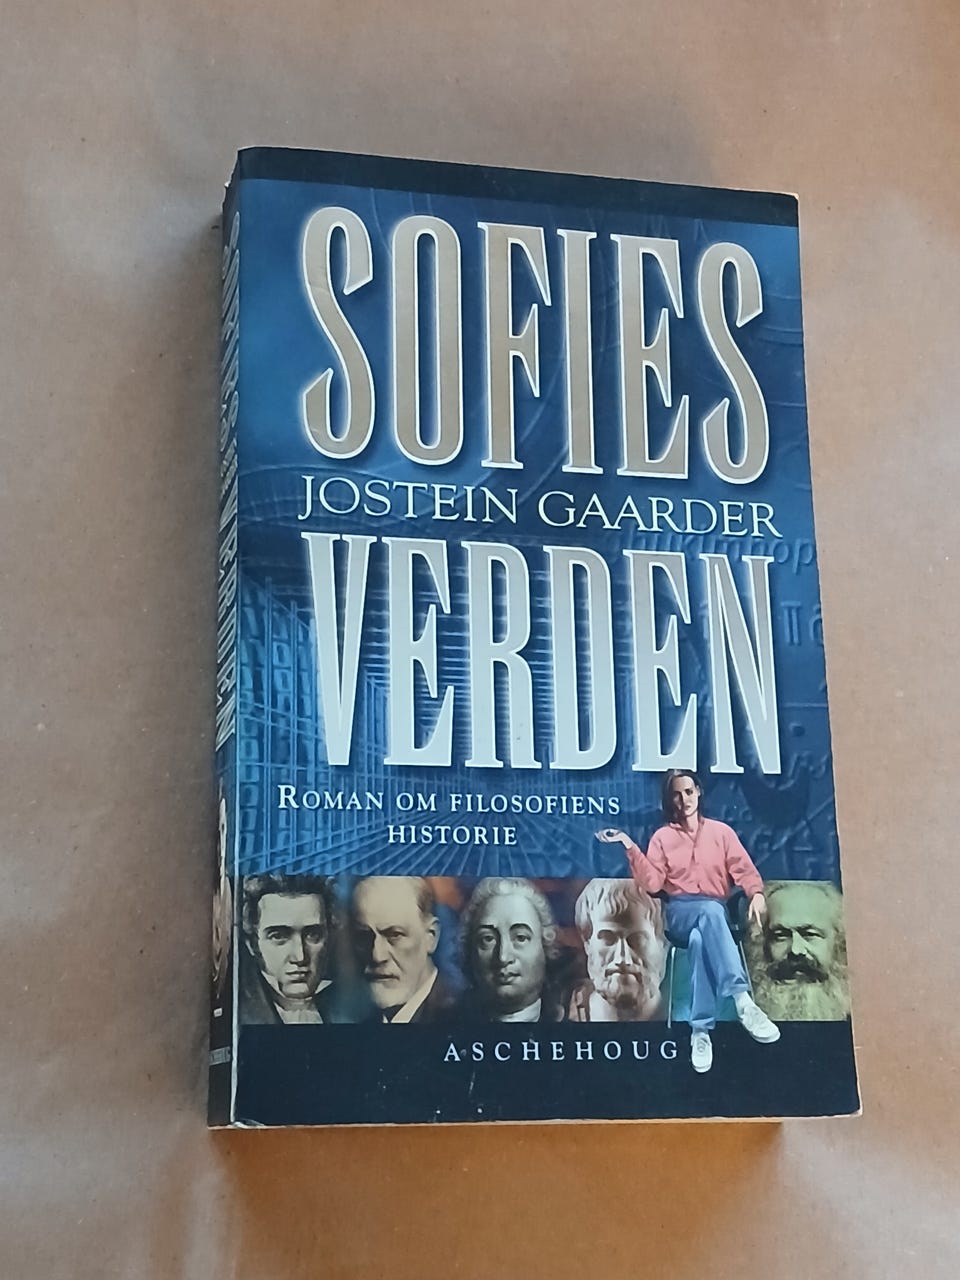 SOFIES
JOSTEIN GAARDER
VERDEN
ROMAN OM FILOSOFIENS
HISTORIE
ASCHEHOUG